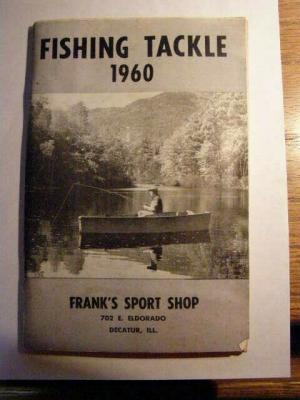 FISHING TACKLE
1960
FRANK'S SPORT SHOP
702 E. ELDORADO
DECATUR, ILL.